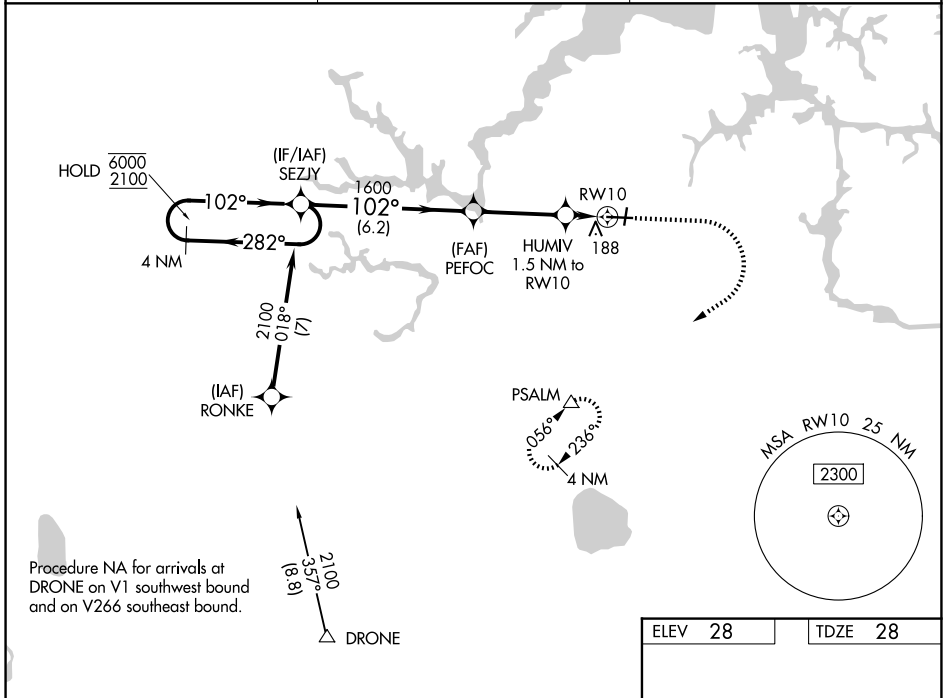 HOLD 6000
2100
102°
282°
4 NM
(IF/IAF)
SEZJY
1600
102°
(6.2)
(FAF)
PEFOC
HUMIV
1.5 NM to
RW10
RW10
188
2100
018°
(7)
(IAF)
RONKE
PSALM
056°
236°
4 NM
MSA RW10 25 NM
2300
Procedure NA for arrivals at
DRONE on V1 southwest bound
and on V266 southeast bound.
2100
357°
(8.8)
DRONE
ELEV 28
TDZE 28